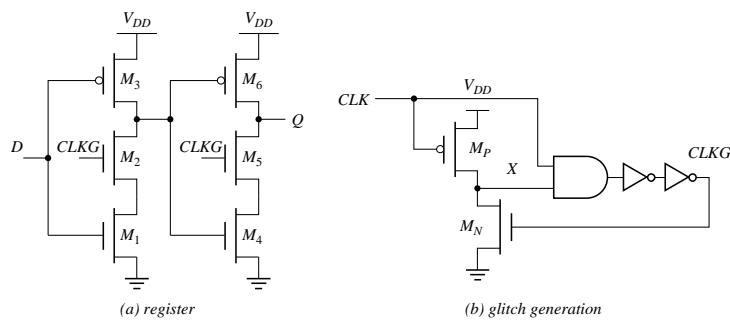 V_DD V_DD
M_3 M_6
V_DD
CLK
Q
D CLKG M_2 CLKG M_5
M_P
X
CLKG
M_N
M_1 M_4
(a) register (b) glitch generation